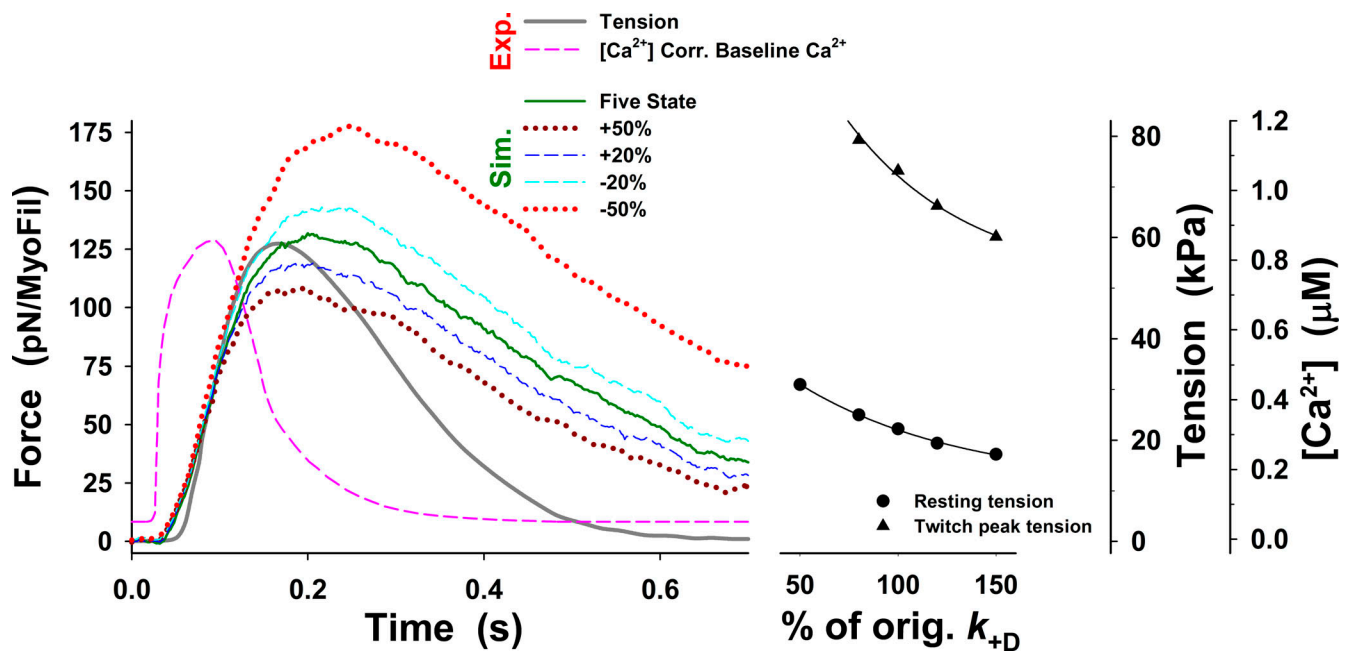 Exp.
Tension
[Ca²⁺] Corr. Baseline Ca²⁺
Sim.
Five State
+50%
+20%
-20%
-50%
Force (pN/MyoFil)
175
150
125
100
75
50
25
0
0.0 0.2 0.4 0.6
Time (s)
Resting tension
Twitch peak tension
50 100 150
% of orig. k+D
Tension (kPa)
80
60
40
20
0
[Ca²⁺] (μM)
1.2
1.0
0.8
0.6
0.4
0.2
0.0